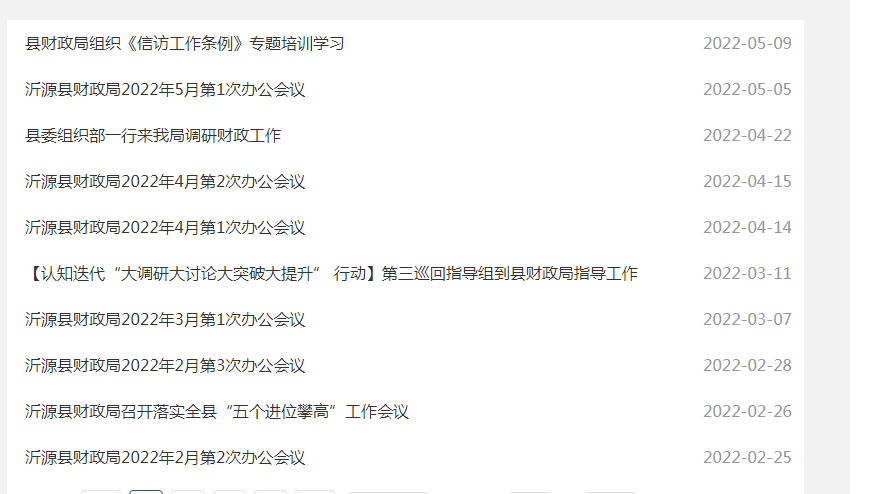 县财政局组织《信访工作条例》专题培训学习 2022-05-09
沂源县财政局2022年5月第1次办公会议 2022-05-05
县委组织部一行来我局调研财政工作 2022-04-22
沂源县财政局2022年4月第2次办公会议 2022-04-15
沂源县财政局2022年4月第1次办公会议 2022-04-14
【认知迭代“大调研大讨论大突破大提升” 行动】第三巡回指导组到县财政局指导工作 2022-03-11
沂源县财政局2022年3月第1次办公会议 2022-03-07
沂源县财政局2022年2月第3次办公会议 2022-02-28
沂源县财政局召开落实全县“五个进位攀高”工作会议 2022-02-26
沂源县财政局2022年2月第2次办公会议 2022-02-25